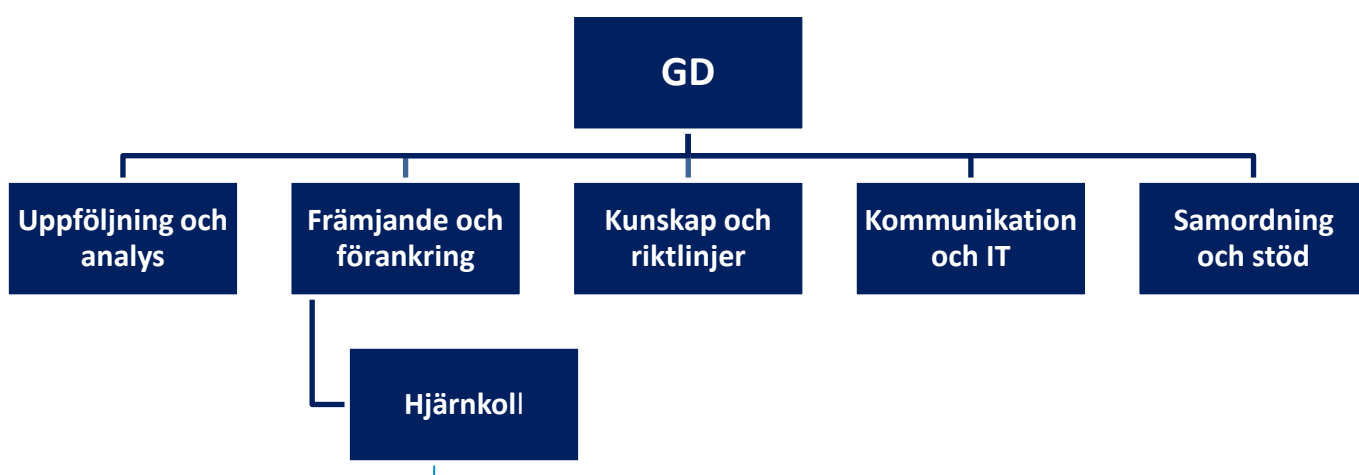 GD
Uppföljning och
analys
Främjande och
förankring
Kunskap och
riktlinjer
Kommunikation
och IT
Samordning
och stöd
Hjärnkoll